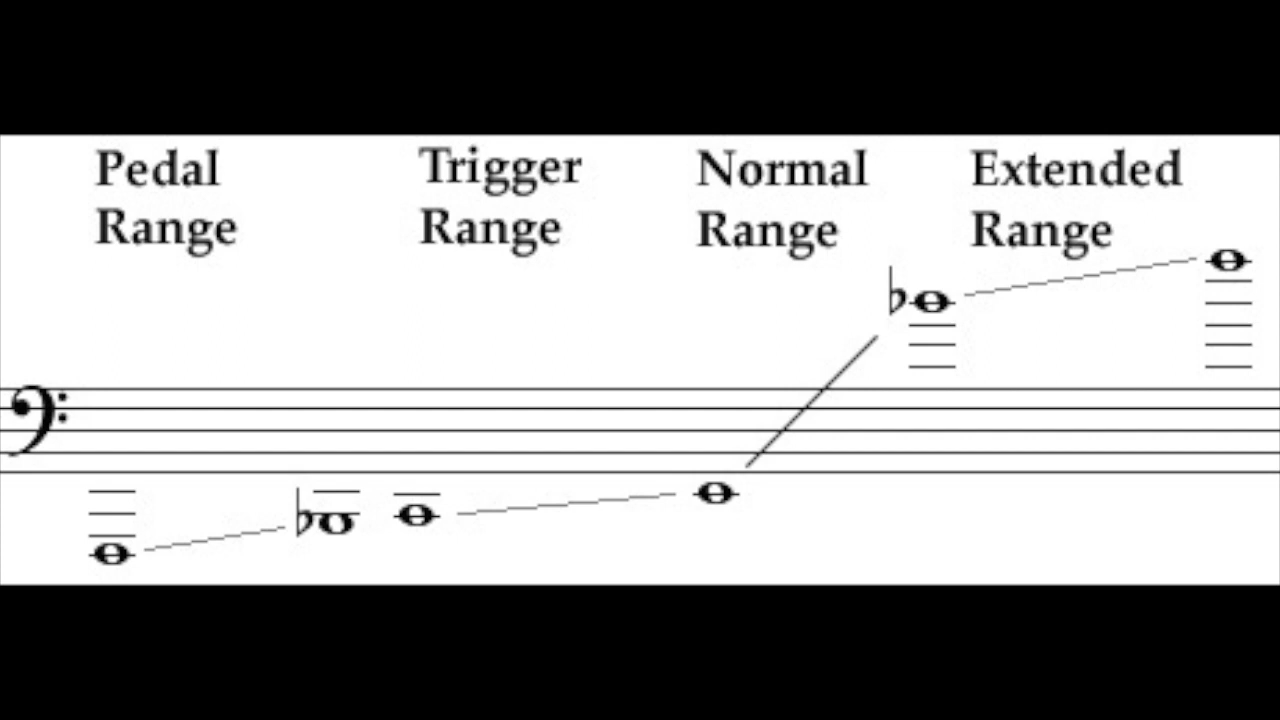 Pedal
Range
Trigger
Range
Normal
Range
Extended
Range